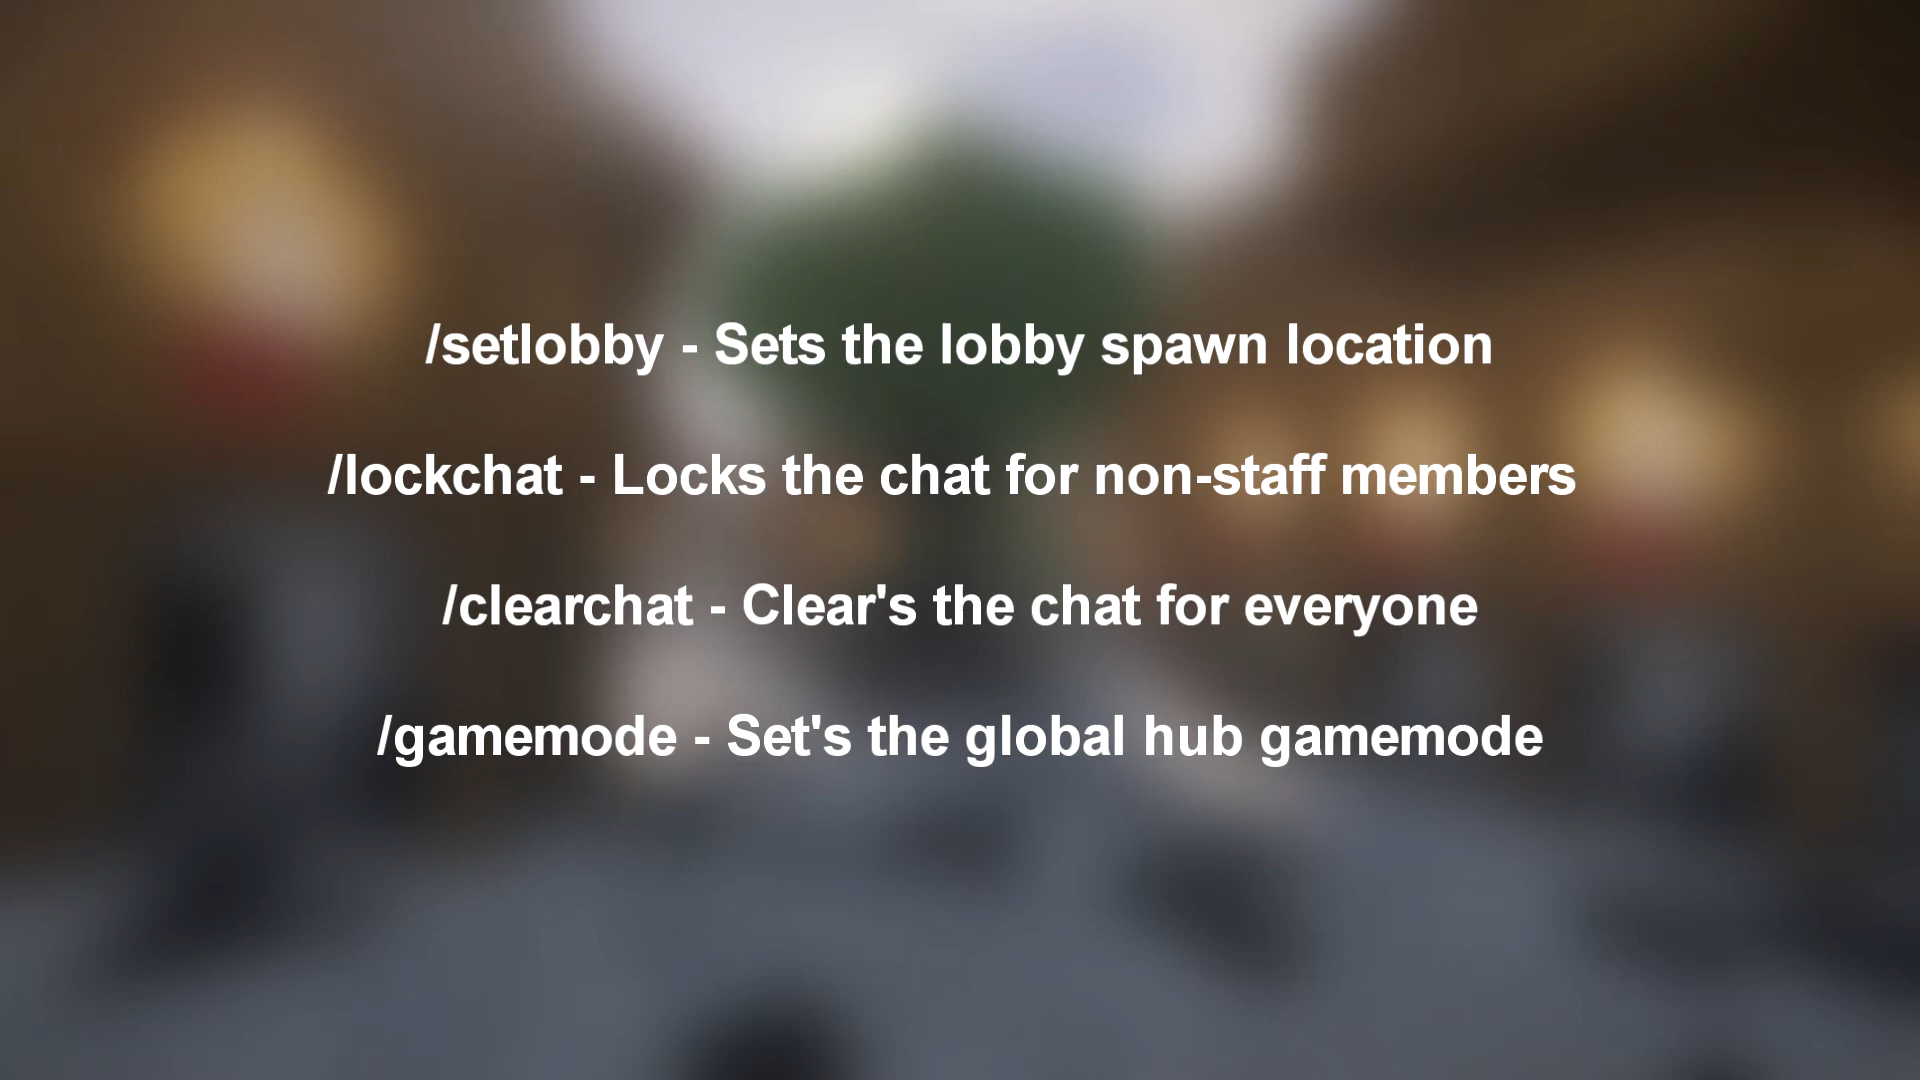 /setlobby - Sets the lobby spawn location
/lockchat - Locks the chat for non-staff members
/clearchat - Clear's the chat for everyone
/gamemode - Set's the global hub gamemode